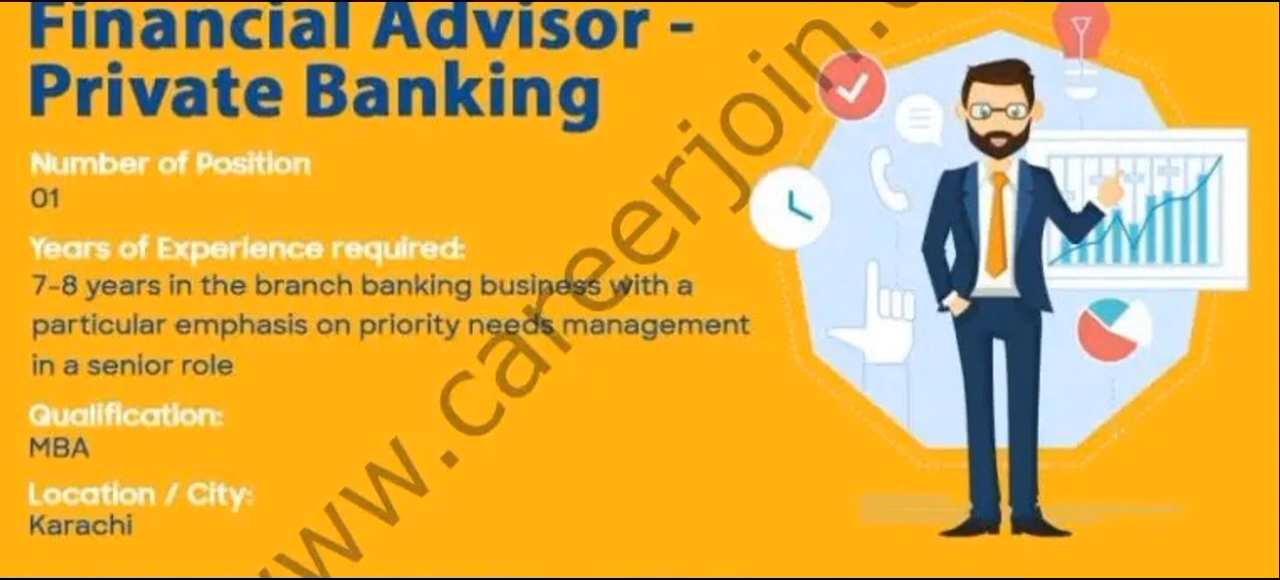 Financial Advisor -
Private Banking
Number of Position
01
Years of Experience required:
7-8 years in the branch banking business with a
particular emphasis on priority needs management
in a senior role
Qualification:
MBA
Location / City:
Karachi
www.careerjoin.